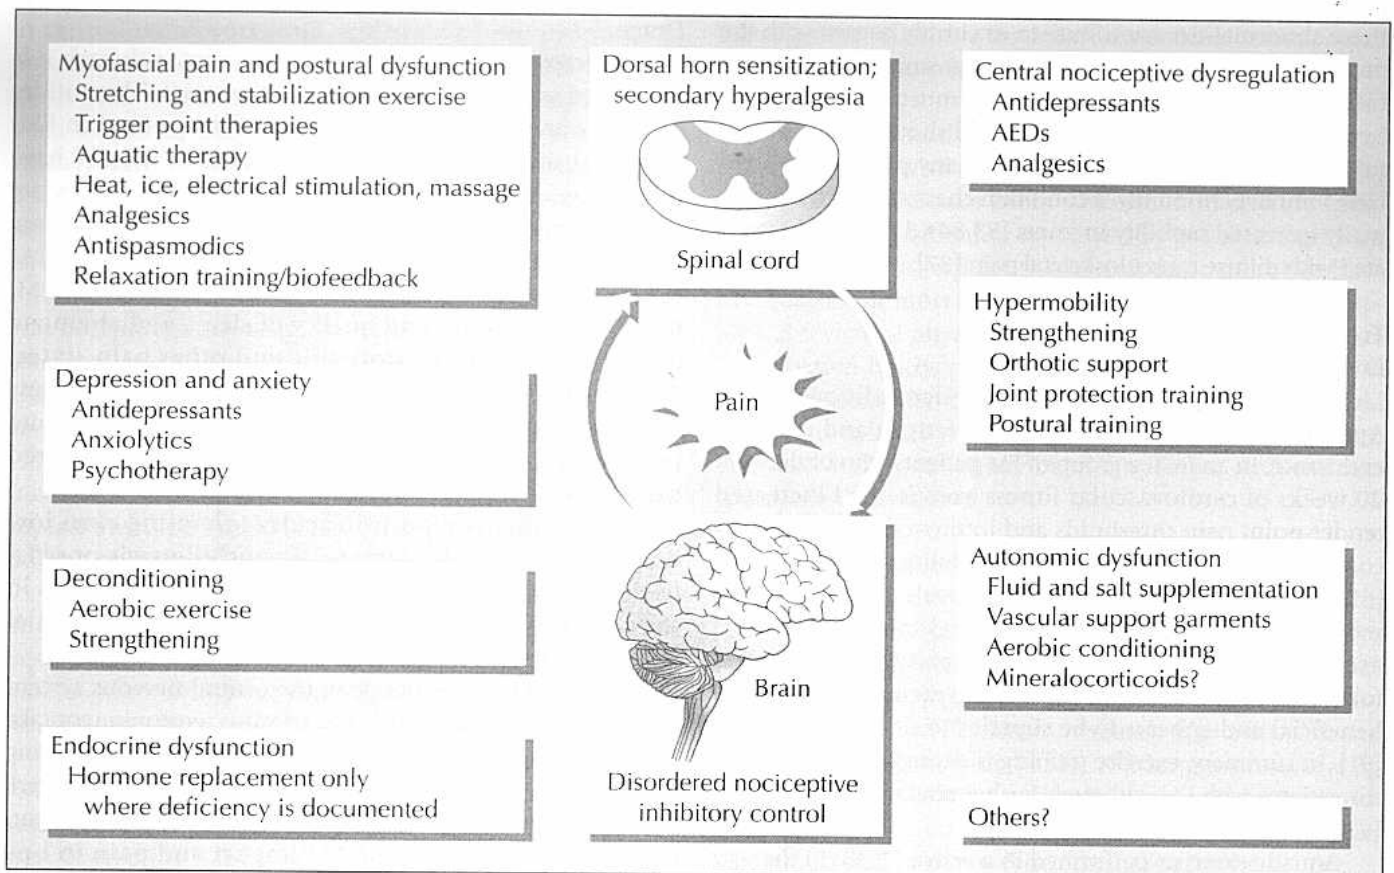 Myofascial pain and postural dysfunction
Stretching and stabilization exercise
Trigger point therapies
Aquatic therapy
Heat, ice, electrical stimulation, massage
Analgesics
Antispasmodics
Relaxation training/biofeedback
Depression and anxiety
Antidepressants
Anxiolytics
Psychotherapy
Deconditioning
Aerobic exercise
Strengthening
Endocrine dysfunction
Hormone replacement only
where deficiency is documented
Dorsal horn sensitization;
secondary hyperalgesia
Spinal cord
Pain
Brain
Disordered nociceptive
inhibitory control
Central nociceptive dysregulation
Antidepressants
AEDs
Analgesics
Hypermobility
Strengthening
Orthotic support
Joint protection training
Postural training
Autonomic dysfunction
Fluid and salt supplementation
Vascular support garments
Aerobic conditioning
Mineralocorticoids?
Others?